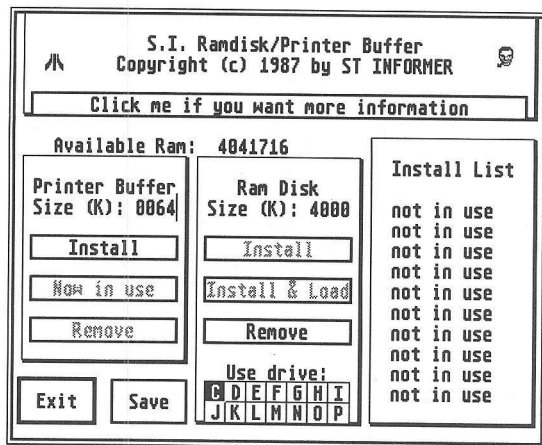 S.I. Ramdisk/Printer Buffer
Copyright (c) 1987 by ST INFORMER
Click me if you want more information
Available Ram: 4041716
Printer Buffer
Size (K): 0064
Install
Now in use
Remove
Ram Disk
Size (K): 4000
Install
Install & Load
Remove
Use drive:
C D E F G H I
J K L M N O P
Install List
not in use
not in use
not in use
not in use
not in use
not in use
not in use
not in use
not in use
not in use
Exit
Save